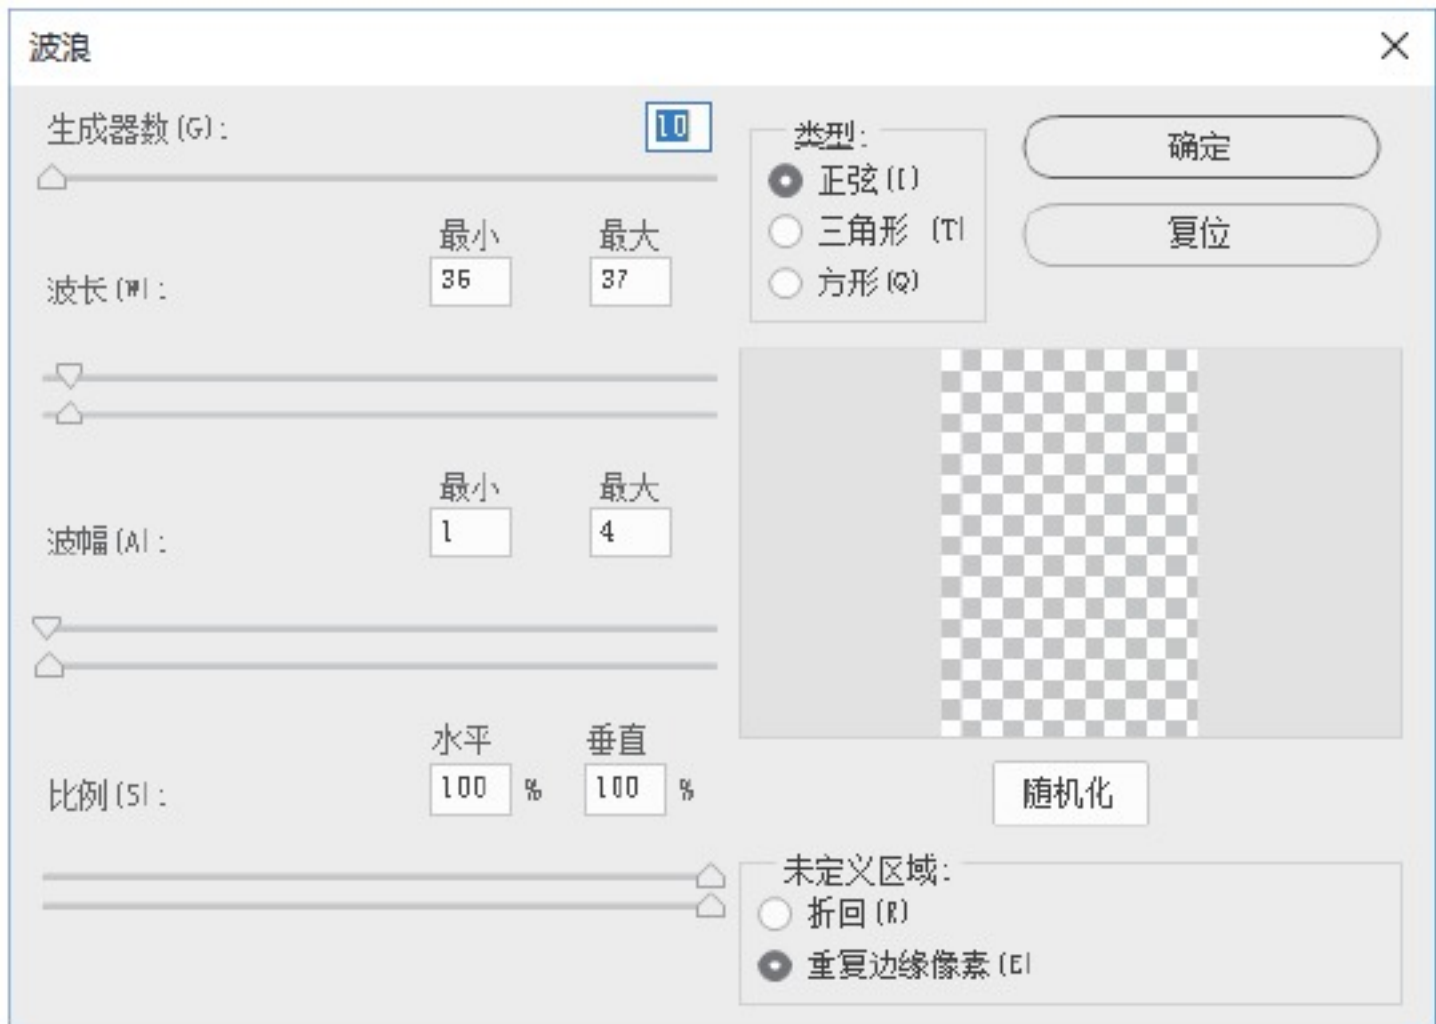 波浪
生成器数(G): 10
最小 最大
波长(W): 36 37
最小 最大
波幅(A): 1 4
水平 垂直
比例(S): 100 % 100 %
类型:
正弦(I)
三角形 (T)
方形(Q)
确定
复位
随机化
未定义区域:
折回(R)
重复边缘像素(E)